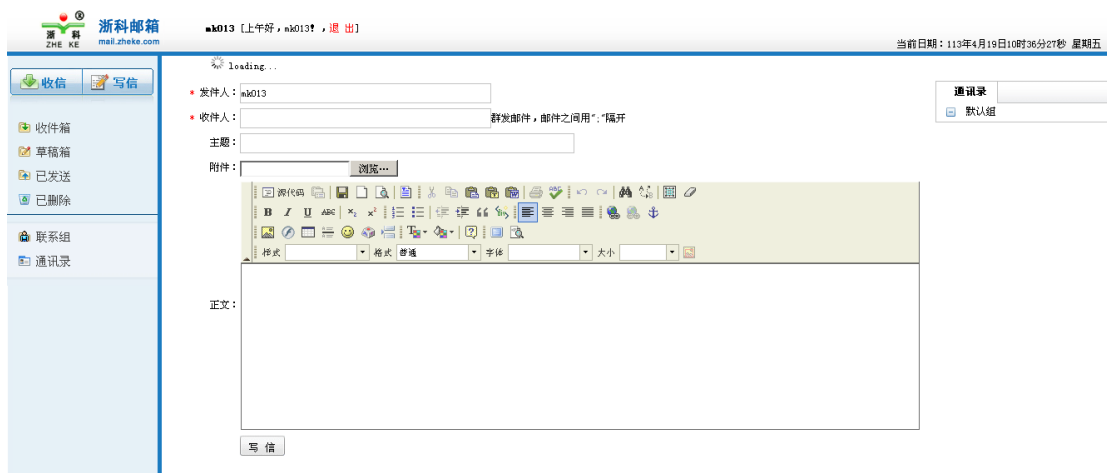 浙 科
ZHE KE
浙科邮箱
mail.zheke.com
mk013 [上午好，mk013!，退 出]
当前日期：113年4月19日10时36分27秒 星期五
收信 写信
收件箱
草稿箱
已发送
已删除
联系组
通讯录
loading...
* 发件人：mk013
* 收件人：群发邮件，邮件之间用";"隔开
主题：
附件：浏览…
源代码
B I U ABC x₂ x²
样式 格式 普通 字体 大小
正文：
写 信
通讯录
默认组